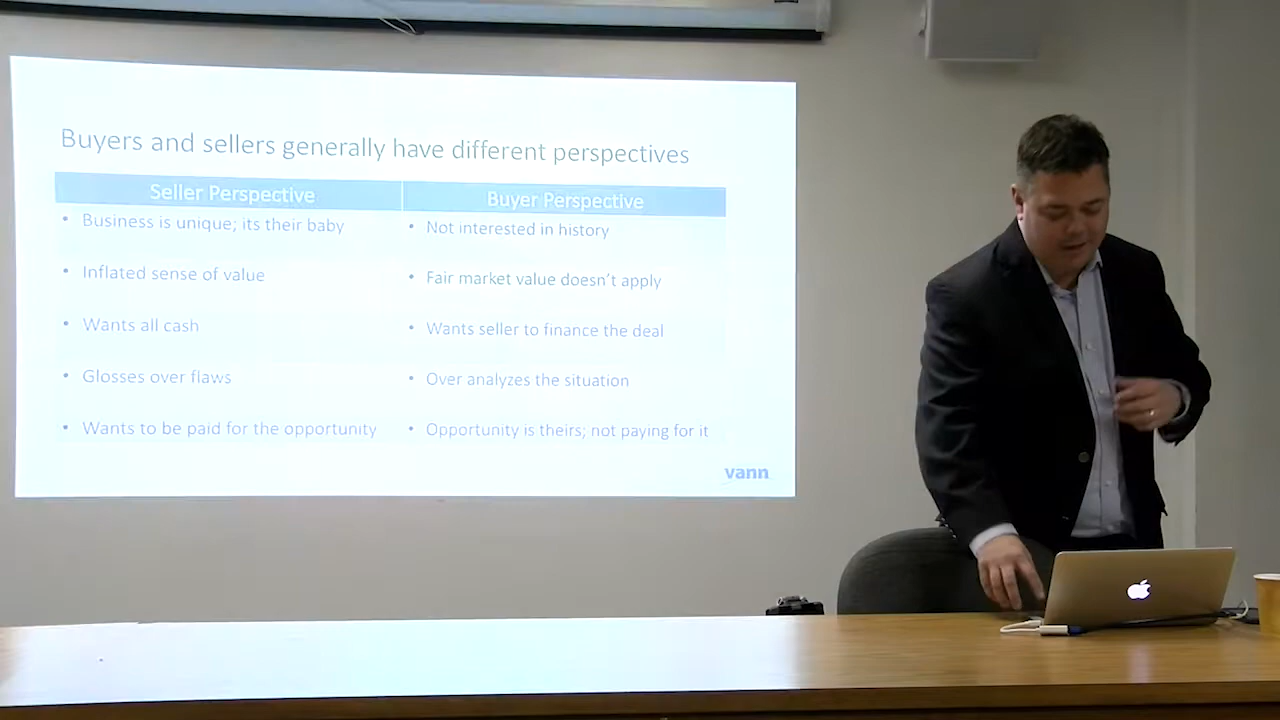 Buyers and sellers generally have different perspectives
Seller Perspective
Buyer Perspective
• Business is unique; its their baby
• Not interested in history
• Inflated sense of value
• Fair market value doesn't apply
• Wants all cash
• Wants seller to finance the deal
• Glosses over flaws
• Over analyzes the situation
• Wants to be paid for the opportunity
• Opportunity is theirs; not paying for it
vann